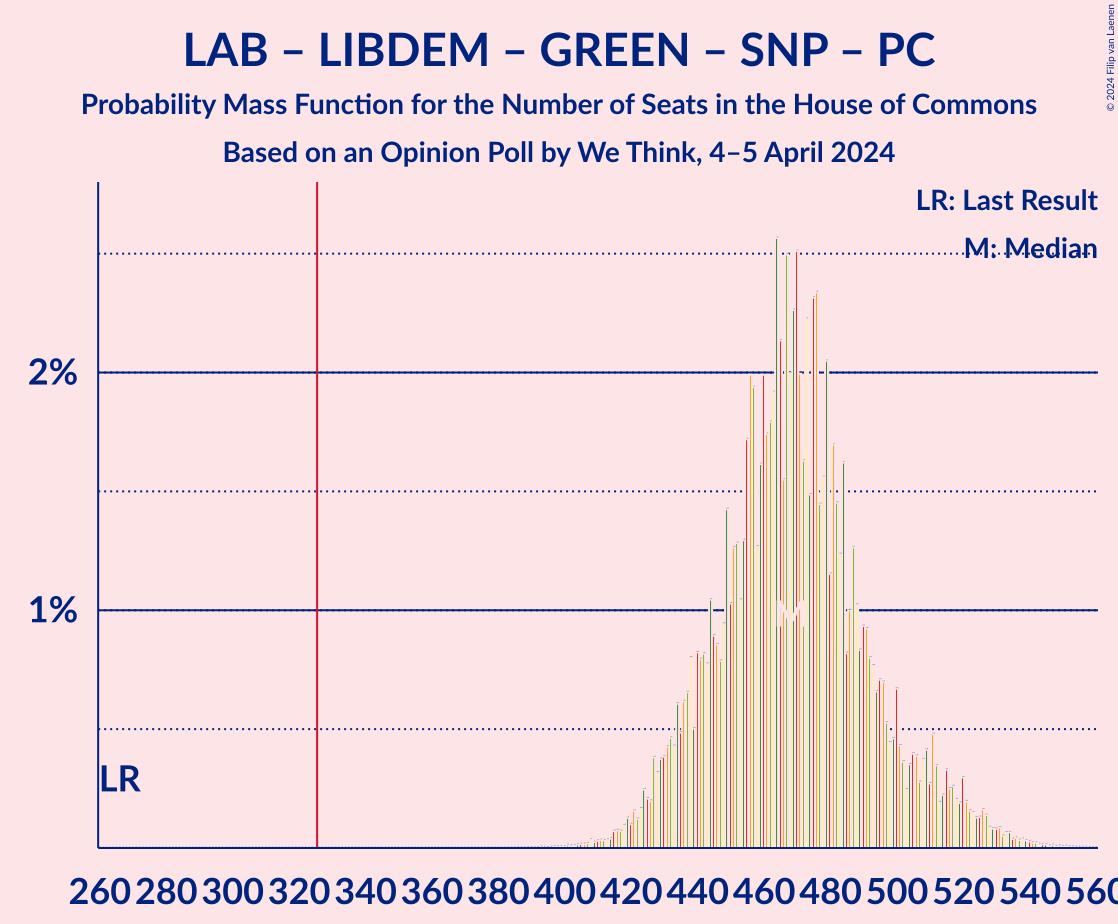 LAB – LIBDEM – GREEN – SNP – PC
Probability Mass Function for the Number of Seats in the House of Commons
Based on an Opinion Poll by We Think, 4–5 April 2024
© 2024 Filip van Laenen
LR: Last Result
M: Median
2%
1%
M
LR
260 280 300 320 340 360 380 400 420 440 460 480 500 520 540 560